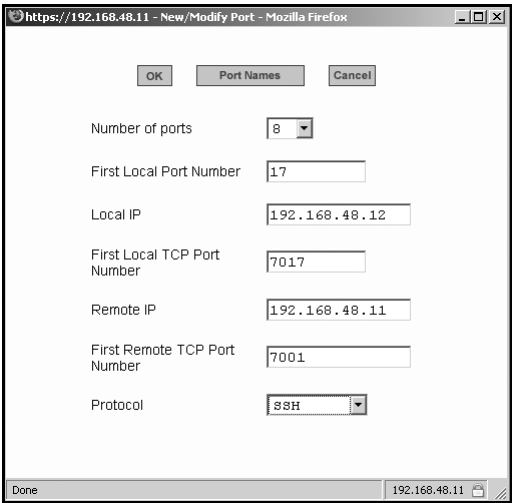 https://192.168.48.11 - New/Modify Port - Mozilla Firefox
OK Port Names Cancel
Number of ports 8
First Local Port Number 17
Local IP 192.168.48.12
First Local TCP Port
Number 7017
Remote IP 192.168.48.11
First Remote TCP Port
Number 7001
Protocol SSH
Done 192.168.48.11